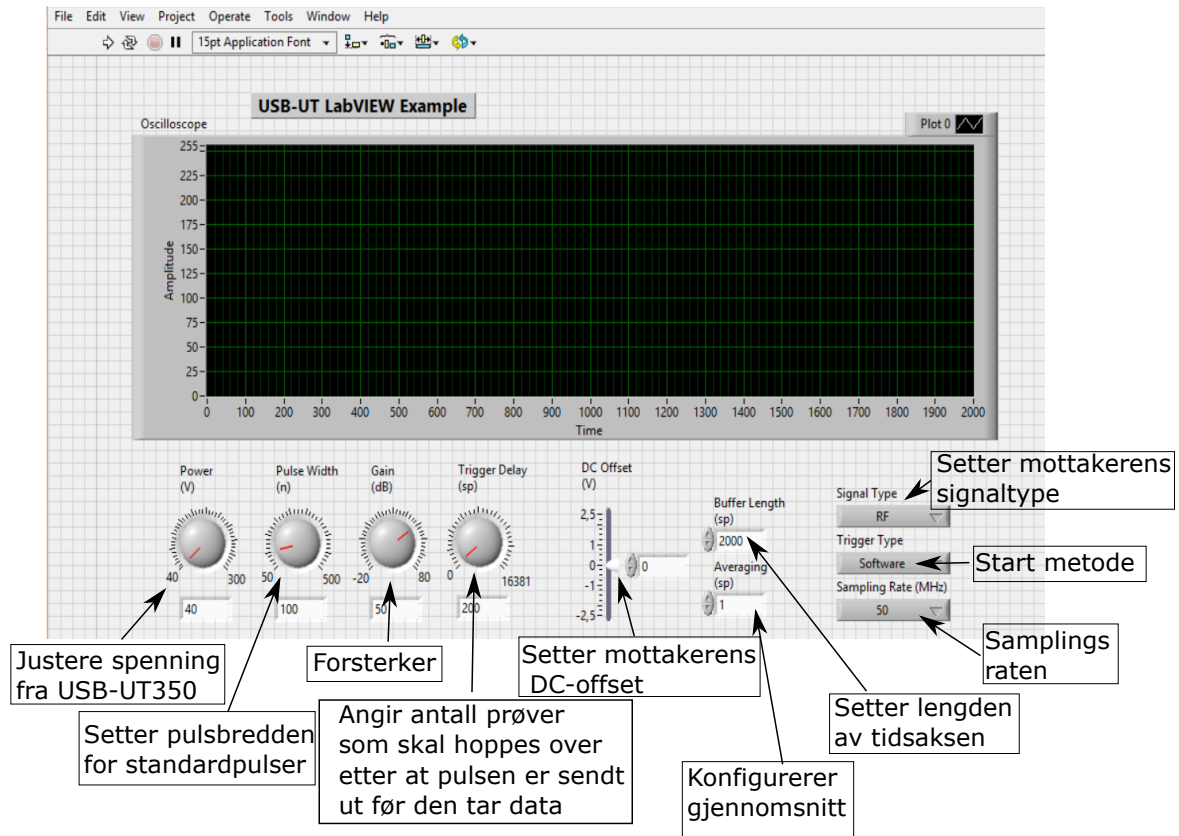 File Edit View Project Operate Tools Window Help
15pt Application Font
USB-UT LabVIEW Example
Oscilloscope
Plot 0
255
225
200
175
150
125
100
75
50
25
0
Amplitude
0 100 200 300 400 500 600 700 800 900 1000 1100 1200 1300 1400 1500 1600 1700 1800 1900 2000
Time
Power
(V)
40 300
40
Pulse Width
(n)
50 500
100
Gain
(dB)
-20 80
50
Trigger Delay
(sp)
0 16381
200
DC Offset
(V)
2,5
1
0
-1
-2,5
0
Buffer Length
(sp)
2000
Averaging
(sp)
1
Signal Type
RF
Trigger Type
Software
Sampling Rate (MHz)
50
Setter mottakerens
signaltype
Start metode
Samplings
raten
Justere spenning
fra USB-UT350
Setter pulsbredden
for standardpulser
Forsterker
Angir antall prøver
som skal hoppes over
etter at pulsen er sendt
ut før den tar data
Setter mottakerens
DC-offset
Konfigurerer
gjennomsnitt
Setter lengden
av tidsaksen